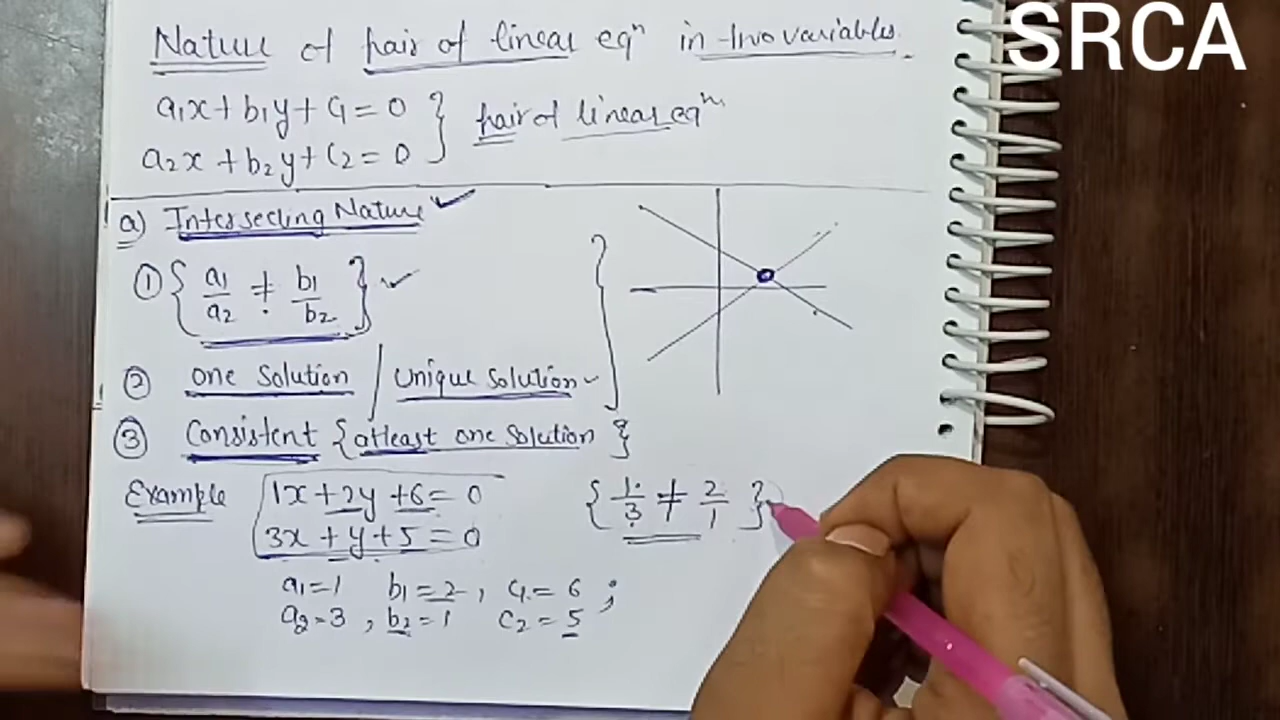 SRCA
Nature of pair of linear eqⁿ in two variables.
a₁x + b₁y + c₁ = 0 } pair of linear eqⁿ,
a₂x + b₂y + c₂ = 0
a) Intersecting Nature ✓
① { a₁/a₂ ≠ b₁/b₂ } ✓
② one Solution / Unique Solution
③ Consistent { atleast one Solution }
Example 1x + 2y + 6 = 0 { 1/3 ≠ 2/1 }
3x + y + 5 = 0
a₁ = 1 b₁ = 2 , c₁ = 6 ;
a₂ = 3 , b₂ = 1 c₂ = 5